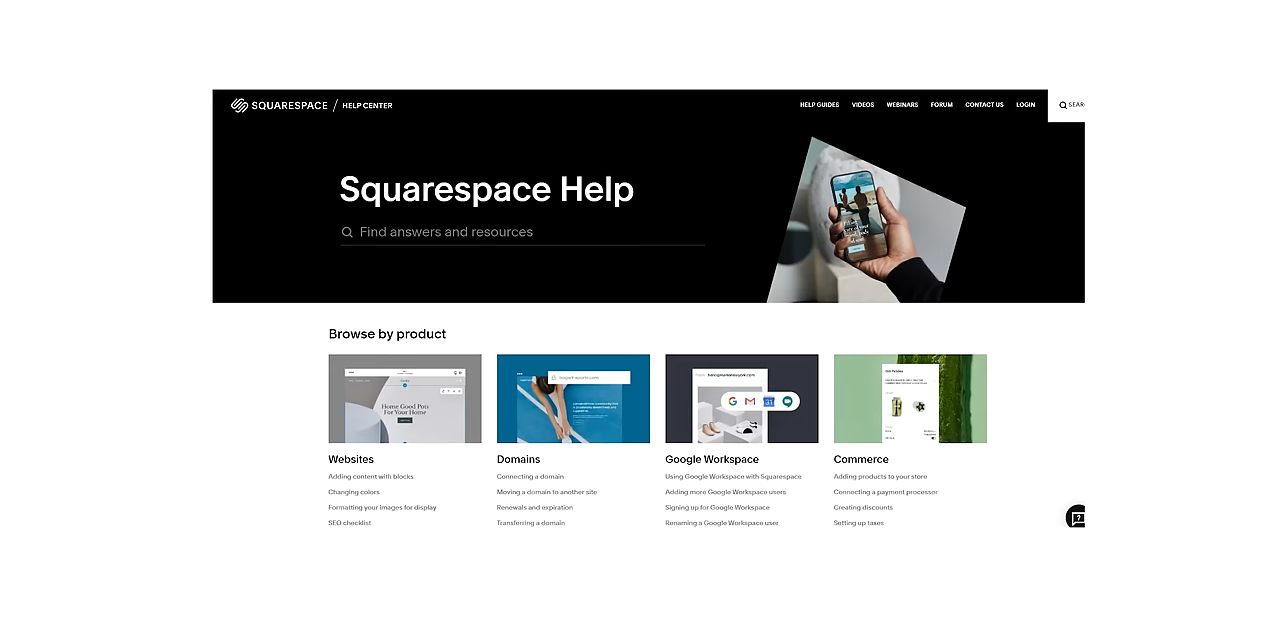 SQUARESPACE / HELP CENTER
HELP GUIDES VIDEOS WEBINARS FORUM CONTACT US LOGIN
Squarespace Help
Find answers and resources
Browse by product
Home Good Pots
For Your Home
hero@marksnewyork.com
G
31
Websites
Adding content with blocks
Changing colors
Formatting your images for display
SEO checklist
Domains
Connecting a domain
Moving a domain to another site
Renewals and expiration
Transferring a domain
Google Workspace
Using Google Workspace with Squarespace
Adding more Google Workspace users
Signing up for Google Workspace
Renaming a Google Workspace user
Commerce
Adding products to your store
Connecting a payment processor
Creating discounts
Setting up taxes
?